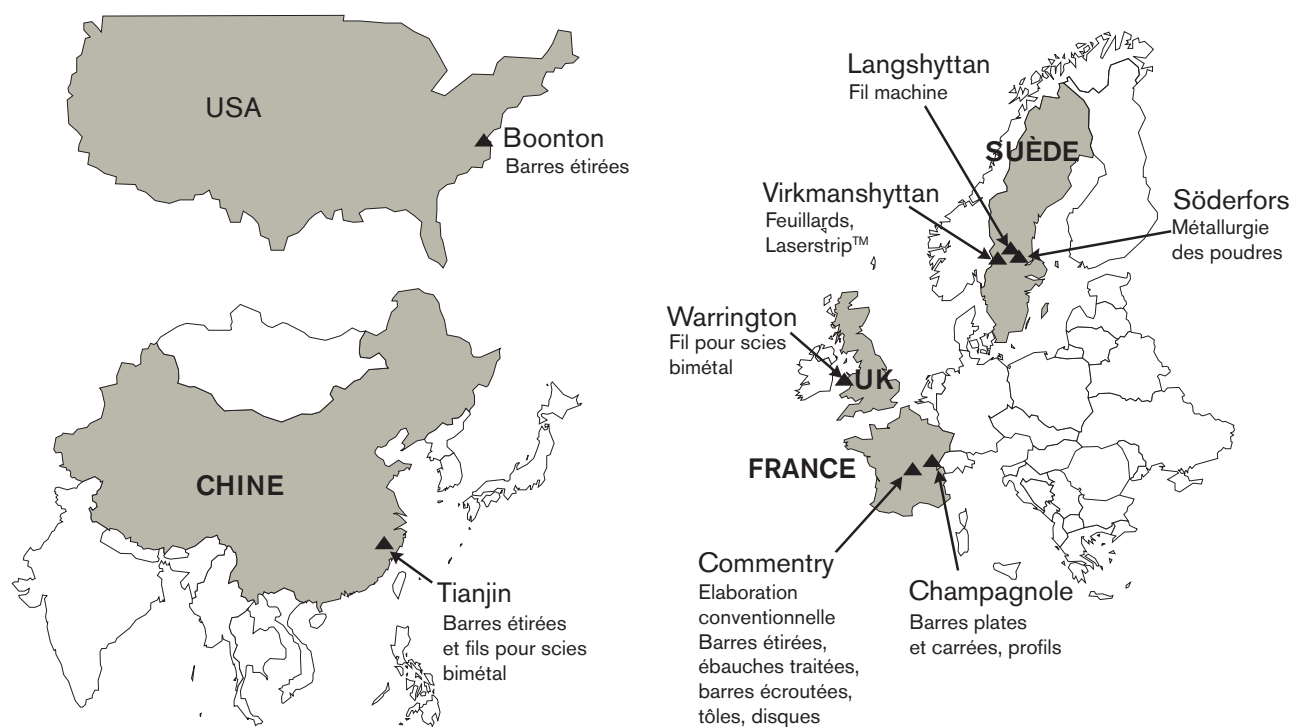 USA
Boonton
Barres étirées
CHINE
Tianjin
Barres étirées
et fils pour scies
bimétal
Langshyttan
Fil machine
SUÈDE
Virkmanshyttan
Feuillards,
Laserstrip™
Söderfors
Métallurgie
des poudres
Warrington
Fil pour scies
bimétal
UK
FRANCE
Commentry
Elaboration
conventionnelle
Barres étirées,
ébauches traitées,
barres écroutées,
tôles, disques
Champagnole
Barres plates
et carrées, profils